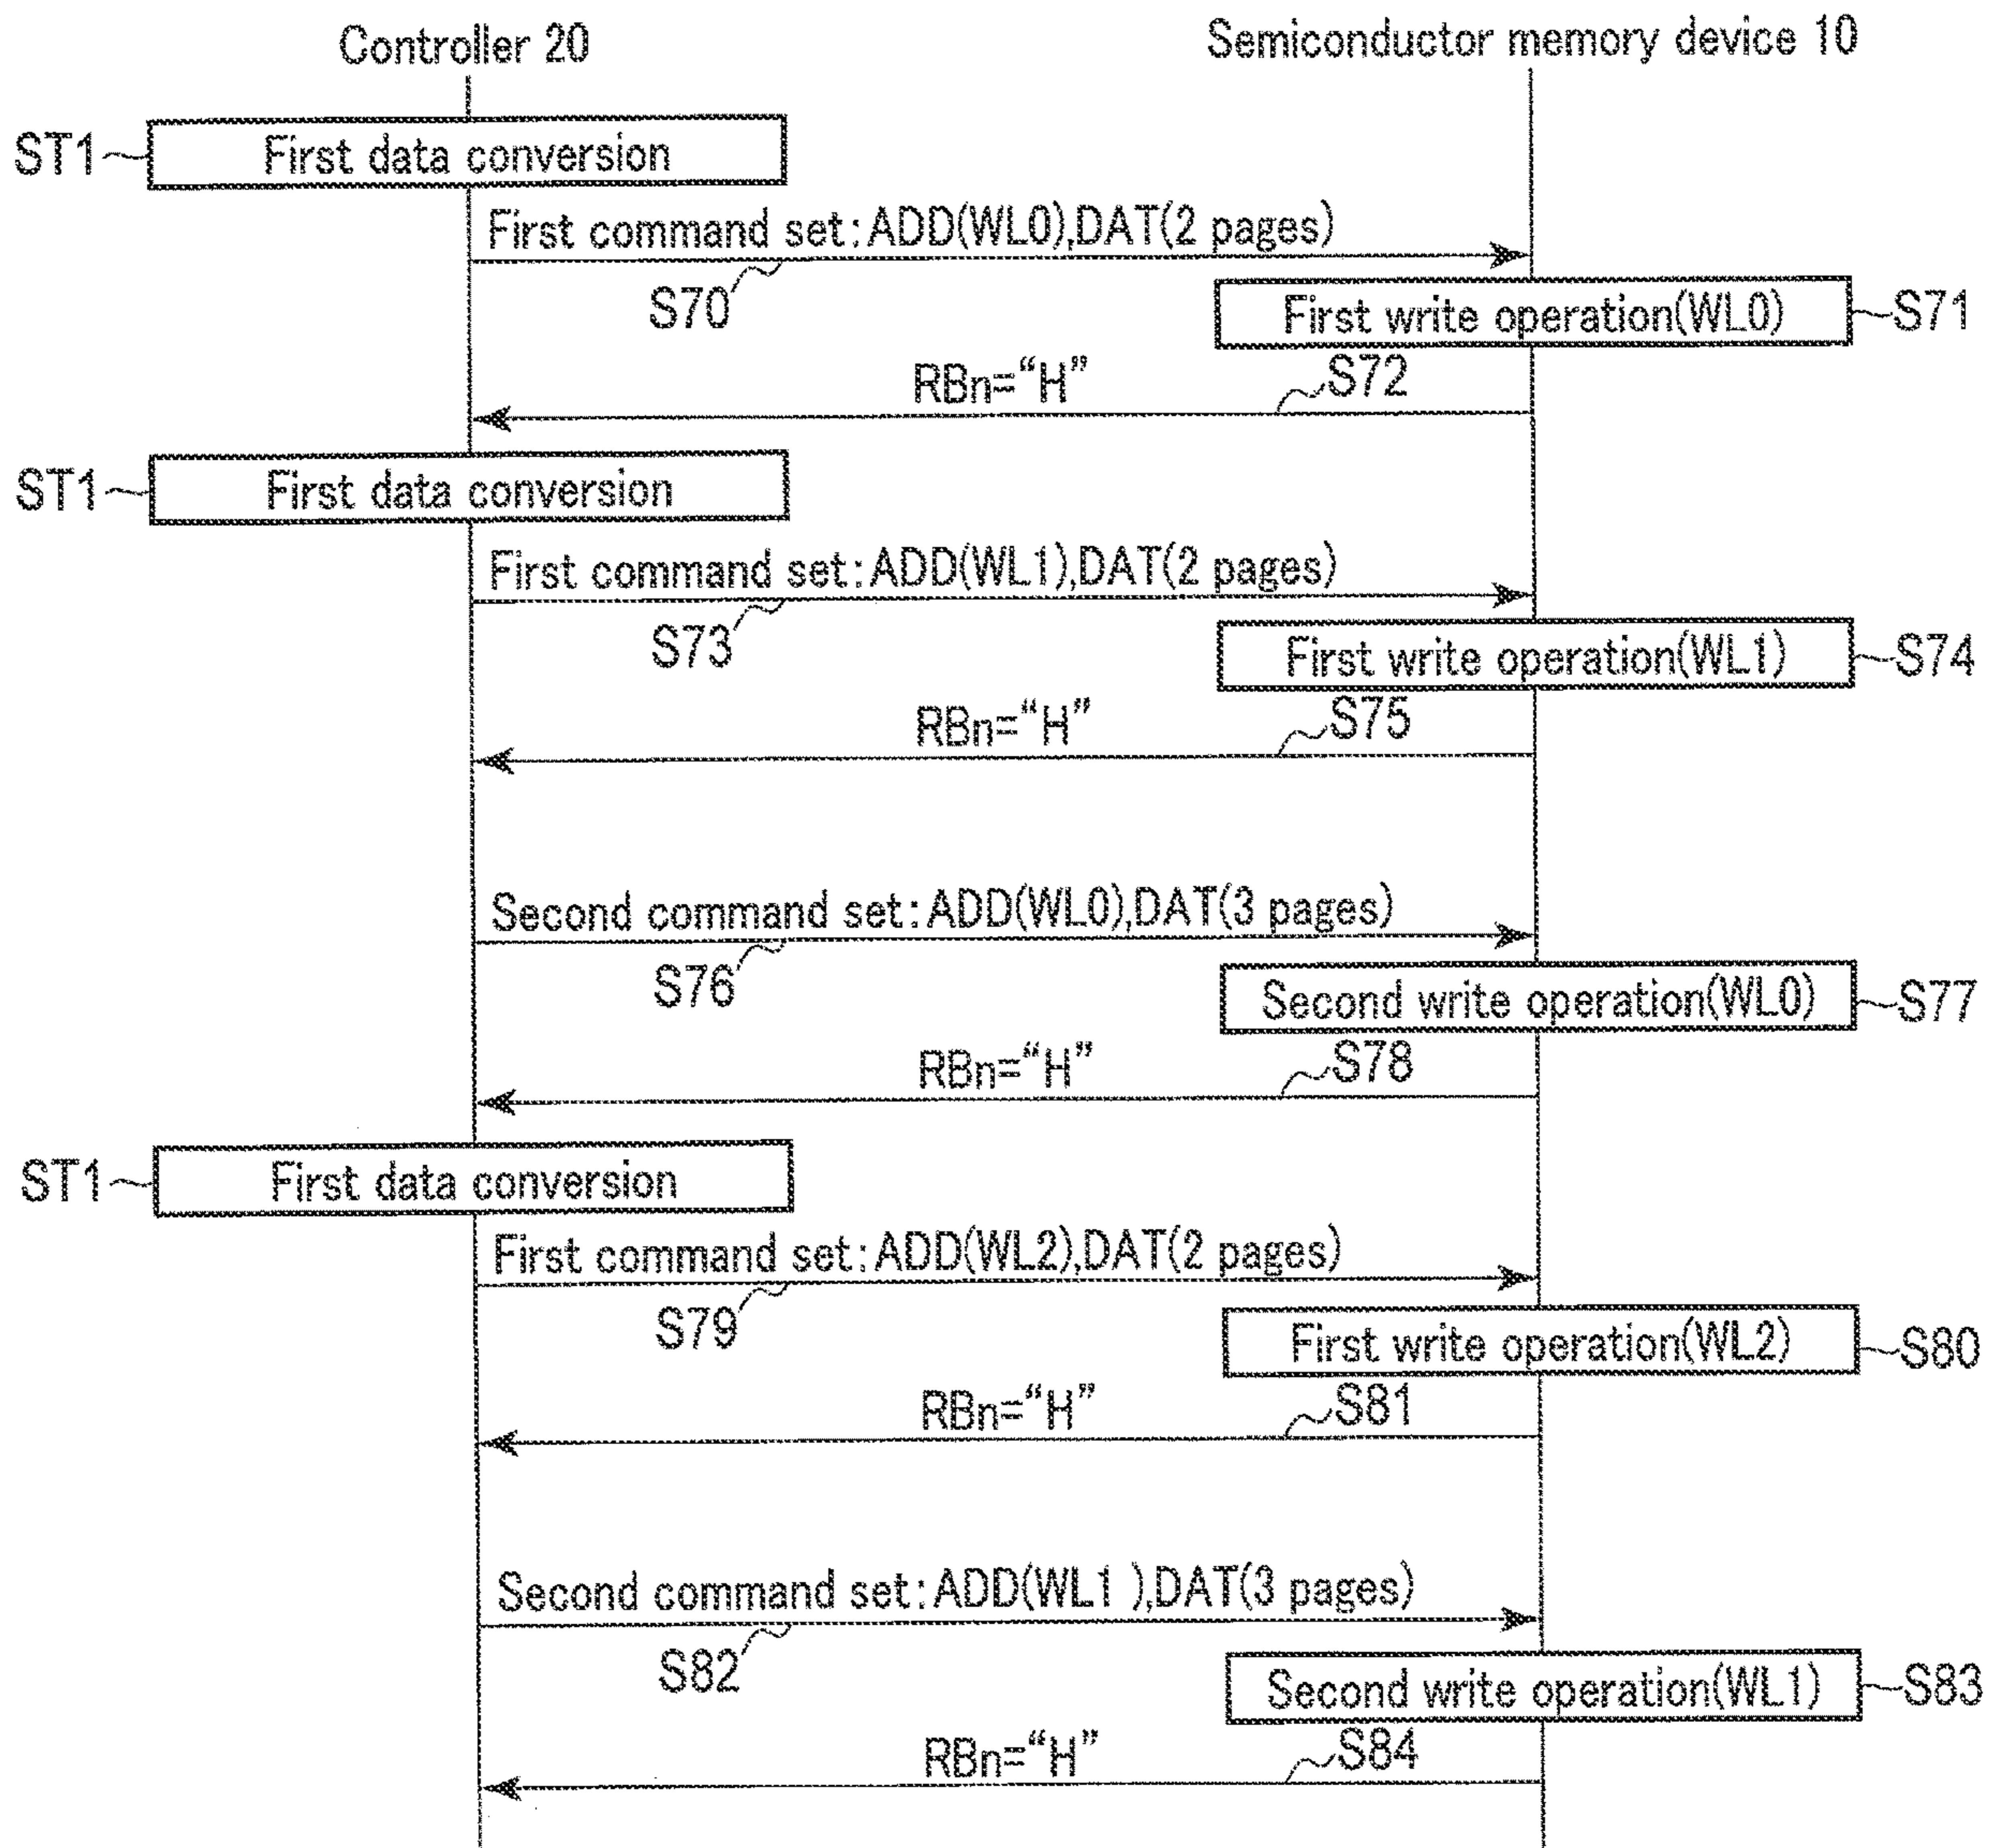 Controller 20
Semiconductor memory device 10
ST1
First data conversion
First command set:ADD(WL0),DAT(2 pages)
S70
First write operation(WL0)
S71
RBn="H"
S72
ST1
First data conversion
First command set:ADD(WL1),DAT(2 pages)
S73
First write operation(WL1)
S74
RBn="H"
S75
Second command set:ADD(WL0),DAT(3 pages)
S76
Second write operation(WL0)
S77
RBn="H"
S78
ST1
First data conversion
First command set:ADD(WL2),DAT(2 pages)
S79
First write operation(WL2)
S80
RBn="H"
S81
Second command set:ADD(WL1 ),DAT(3 pages)
S82
Second write operation(WL1)
S83
RBn="H"
S84